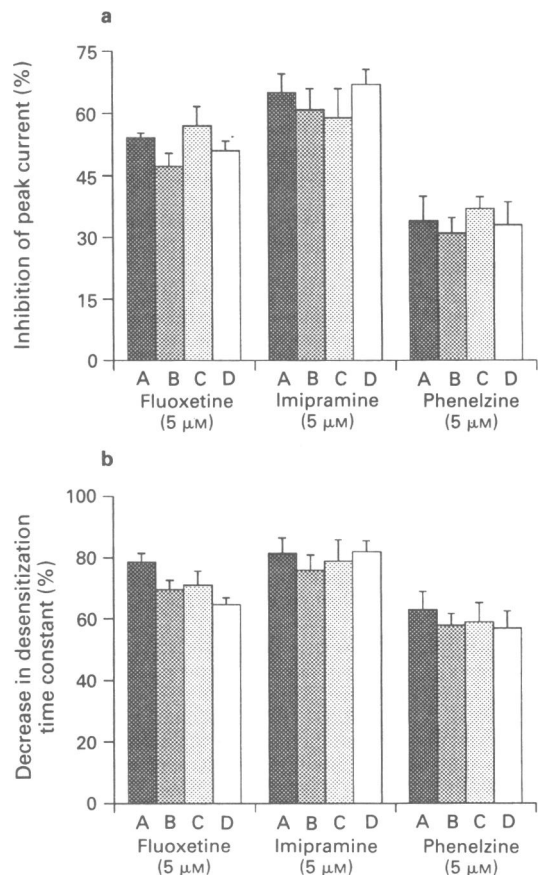 a
Inhibition of peak current (%)
75
60
45
30
15
0
A B C D A B C D A B C D
Fluoxetine Imipramine Phenelzine
(5 μM) (5 μM) (5 μM)
b
Decrease in desensitization
time constant (%)
100
80
60
40
20
0
A B C D A B C D A B C D
Fluoxetine Imipramine Phenelzine
(5 μM) (5 μM) (5 μM)